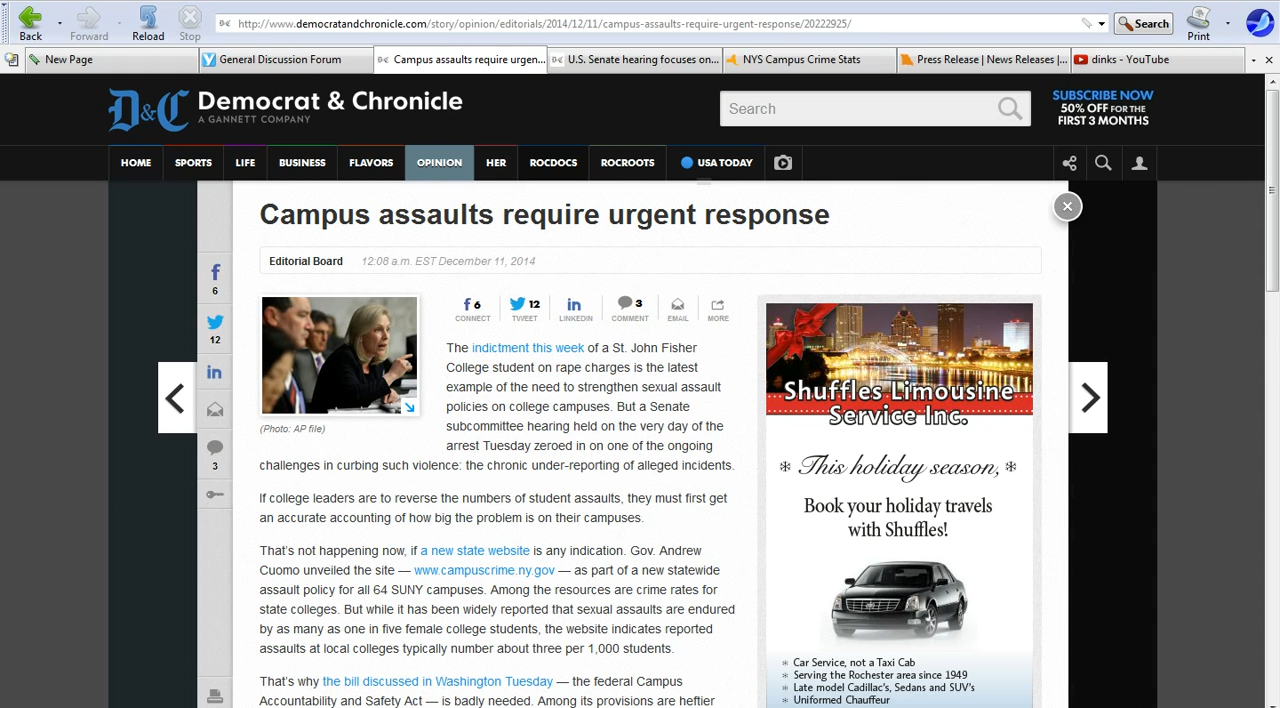 Back
Forward
Reload
Stop
http://www.democratandchronicle.com/story/opinion/editorials/2014/12/11/campus-assaults-require-urgent-response/20222925/
Search
Print
New Page
General Discussion Forum
Campus assaults require urgen...
U.S. Senate hearing focuses on...
NYS Campus Crime Stats
Press Release | News Releases |...
dinks - YouTube
D&C
Democrat & Chronicle
A GANNETT COMPANY
Search
SUBSCRIBE NOW
50% OFF FOR THE
FIRST 3 MONTHS
HOME
SPORTS
LIFE
BUSINESS
FLAVORS
OPINION
HER
ROCDOCS
ROCROOTS
USA TODAY
Campus assaults require urgent response
Editorial Board 12:08 a.m. EST December 11, 2014
6
12
3
(Photo: AP file)
6
CONNECT
12
TWEET
LINKEDIN
3
COMMENT
EMAIL
MORE
The indictment this week of a St. John Fisher
College student on rape charges is the latest
example of the need to strengthen sexual assault
policies on college campuses. But a Senate
subcommittee hearing held on the very day of the
arrest Tuesday zeroed in on one of the ongoing
challenges in curbing such violence: the chronic under-reporting of alleged incidents.
If college leaders are to reverse the numbers of student assaults, they must first get
an accurate accounting of how big the problem is on their campuses.
That's not happening now, if a new state website is any indication. Gov. Andrew
Cuomo unveiled the site — www.campuscrime.ny.gov — as part of a new statewide
assault policy for all 64 SUNY campuses. Among the resources are crime rates for
state colleges. But while it has been widely reported that sexual assaults are endured
by as many as one in five female college students, the website indicates reported
assaults at local colleges typically number about three per 1,000 students.
That's why the bill discussed in Washington Tuesday — the federal Campus
Accountability and Safety Act — is badly needed. Among its provisions are heftier
Shuffles Limousine
Service Inc.
* This holiday season, *
Book your holiday travels
with Shuffles!
* Car Service, not a Taxi Cab
* Serving the Rochester area since 1949
* Late model Cadillac's, Sedans and SUV's
* Uniformed Chauffeur